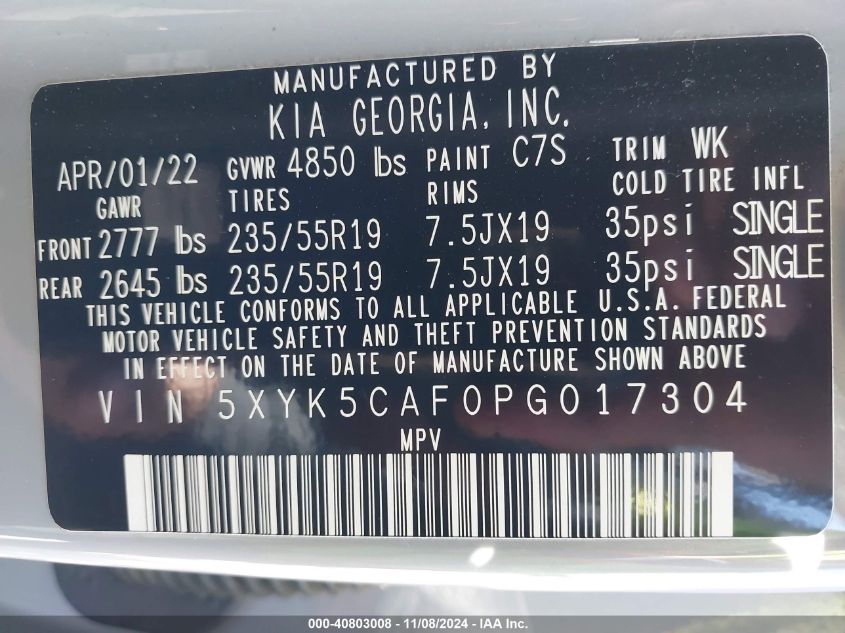 MANUFACTURED BY
KIA GEORGIA, INC.
APR/01/22 GVWR 4850 lbs PAINT C7S TRIM WK
GAWR TIRES RIMS COLD TIRE INFL
FRONT 2777 lbs 235/55R19 7.5JX19 35psi SINGLE
REAR 2645 lbs 235/55R19 7.5JX19 35psi SINGLE
THIS VEHICLE CONFORMS TO ALL APPLICABLE U.S.A. FEDERAL
MOTOR VEHICLE SAFETY AND THEFT PREVENTION STANDARDS
IN EFFECT ON THE DATE OF MANUFACTURE SHOWN ABOVE
VIN 5XYK5CAF0PG017304
MPV
000-40803008 - 11/08/2024 - IAA Inc.